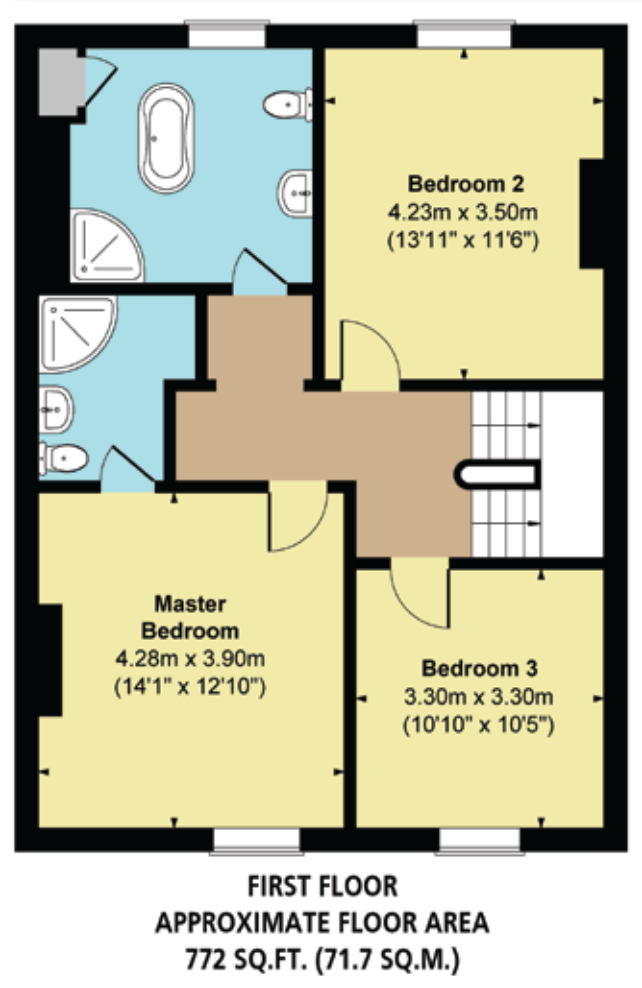 Bedroom 2
4.23m x 3.50m
(13'11" x 11'6")
Master
Bedroom
4.28m x 3.90m
(14'1" x 12'10")
Bedroom 3
3.30m x 3.30m
(10'10" x 10'5")
FIRST FLOOR
APPROXIMATE FLOOR AREA
772 SQ.FT. (71.7 SQ.M.)